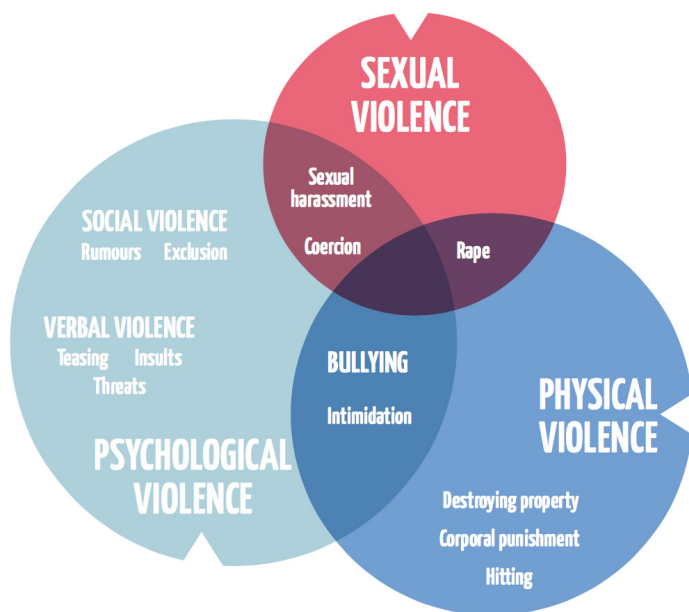 SEXUAL
VIOLENCE
Sexual
harassment
Coercion
Rape
SOCIAL VIOLENCE
Rumours Exclusion
VERBAL VIOLENCE
Teasing Insults
Threats
BULLYING
Intimidation
PSYCHOLOGICAL
VIOLENCE
PHYSICAL
VIOLENCE
Destroying property
Corporal punishment
Hitting